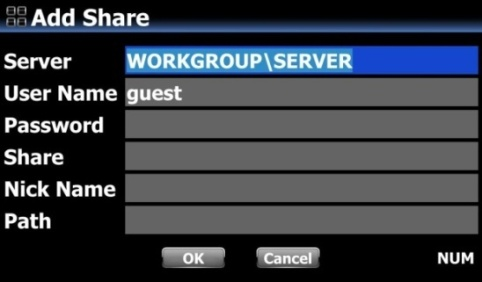 Add Share
Server WORKGROUP\SERVER
User Name guest
Password
Share
Nick Name
Path
OK Cancel NUM